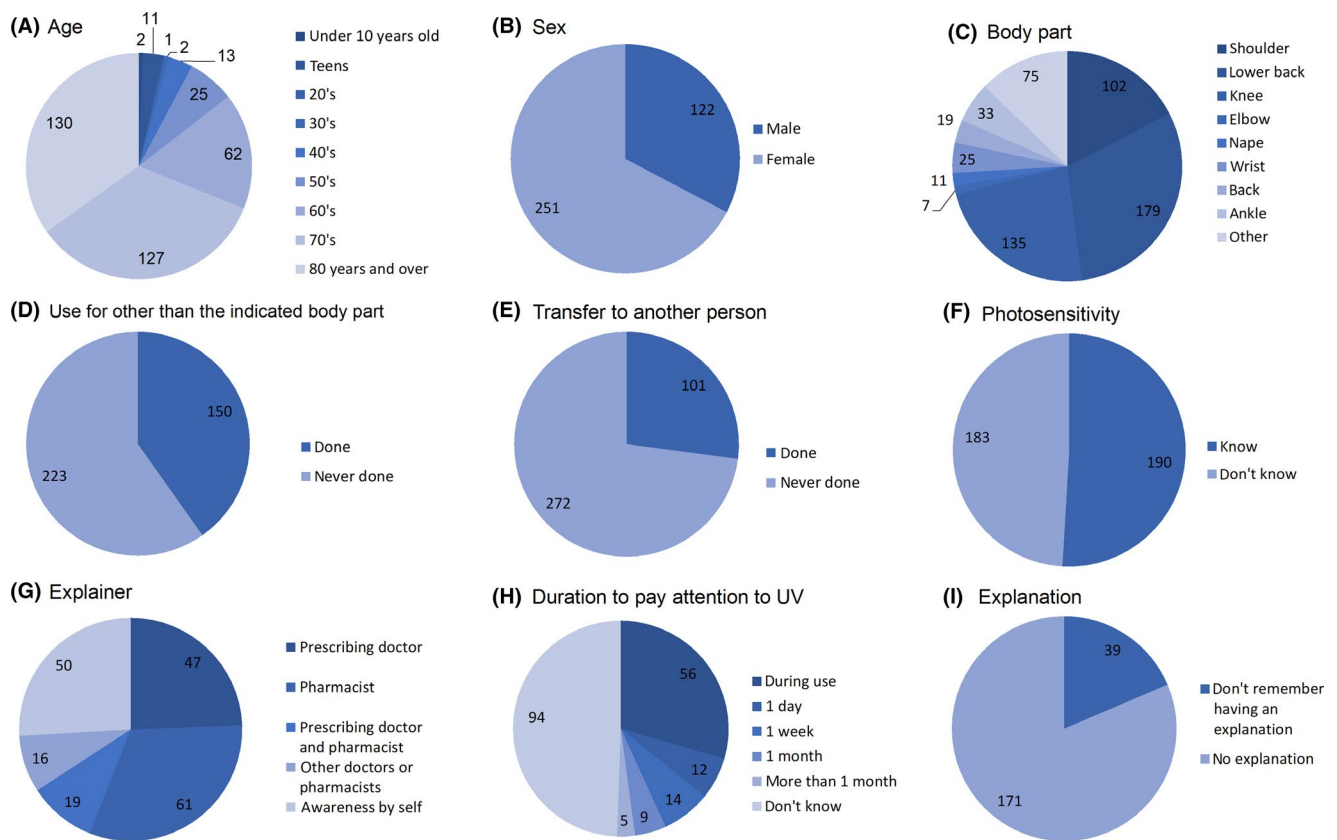 (A) Age
2
11
1
2
13
25
62
127
130
Under 10 years old
Teens
20's
30's
40's
50's
60's
70's
80 years and over
(B) Sex
122
251
Male
Female
(C) Body part
102
179
135
7
11
25
19
33
75
Shoulder
Lower back
Knee
Elbow
Nape
Wrist
Back
Ankle
Other
(D) Use for other than the indicated body part
150
223
Done
Never done
(E) Transfer to another person
101
272
Done
Never done
(F) Photosensitivity
190
183
Know
Don't know
(G) Explainer
47
61
19
16
50
Prescribing doctor
Pharmacist
Prescribing doctor
and pharmacist
Other doctors or
pharmacists
Awareness by self
(H) Duration to pay attention to UV
56
12
14
9
5
94
During use
1 day
1 week
1 month
More than 1 month
Don't know
(I) Explanation
39
171
Don't remember
having an
explanation
No explanation